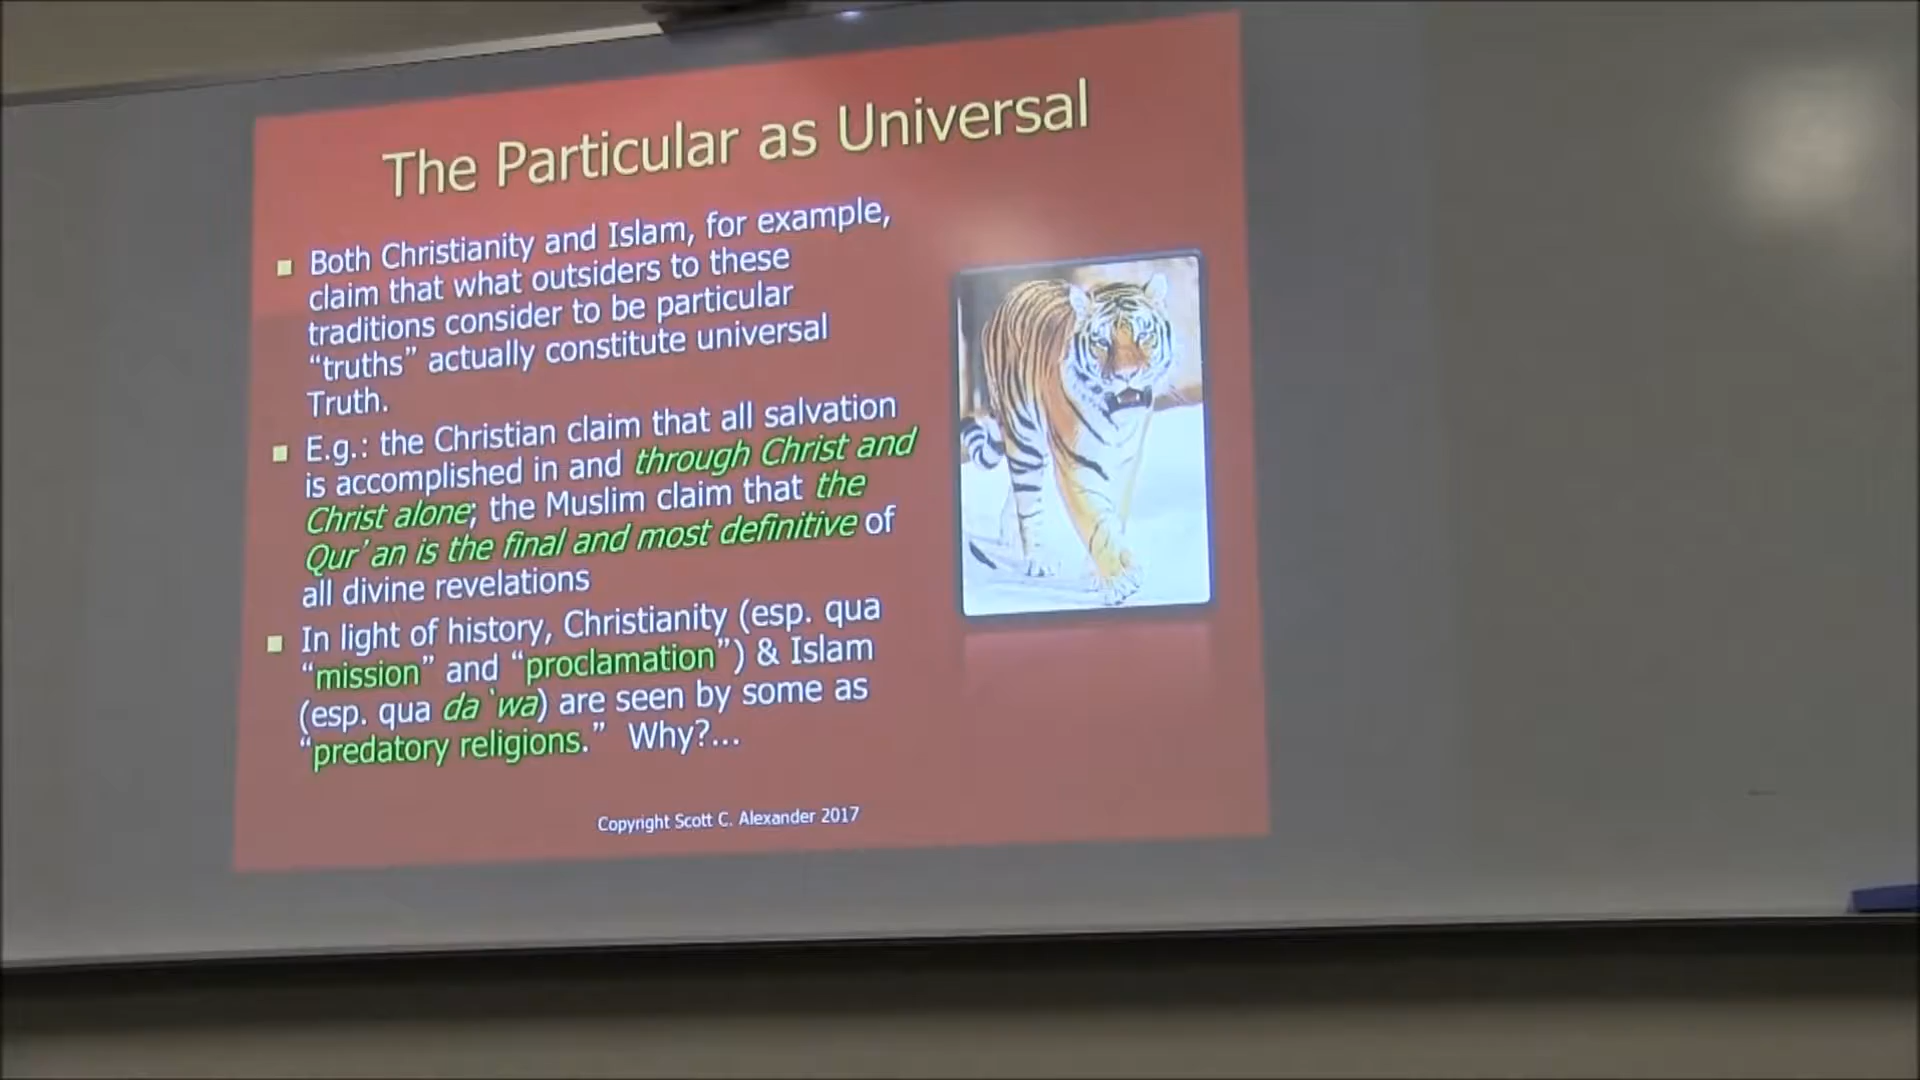 The Particular as Universal
▪ Both Christianity and Islam, for example,
claim that what outsiders to these
traditions consider to be particular
“truths” actually constitute universal
Truth.
▪ E.g.: the Christian claim that all salvation
is accomplished in and through Christ and
Christ alone; the Muslim claim that the
Qur’an is the final and most definitive of
all divine revelations
▪ In light of history, Christianity (esp. qua
“mission” and “proclamation”) & Islam
(esp. qua da`wa) are seen by some as
“predatory religions.” Why?...
Copyright Scott C. Alexander 2017